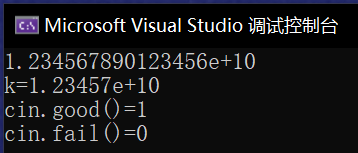 Microsoft Visual Studio 调试控制台
1.234567890123456e+10
k=1.23457e+10
cin.good()=1
cin.fail()=0